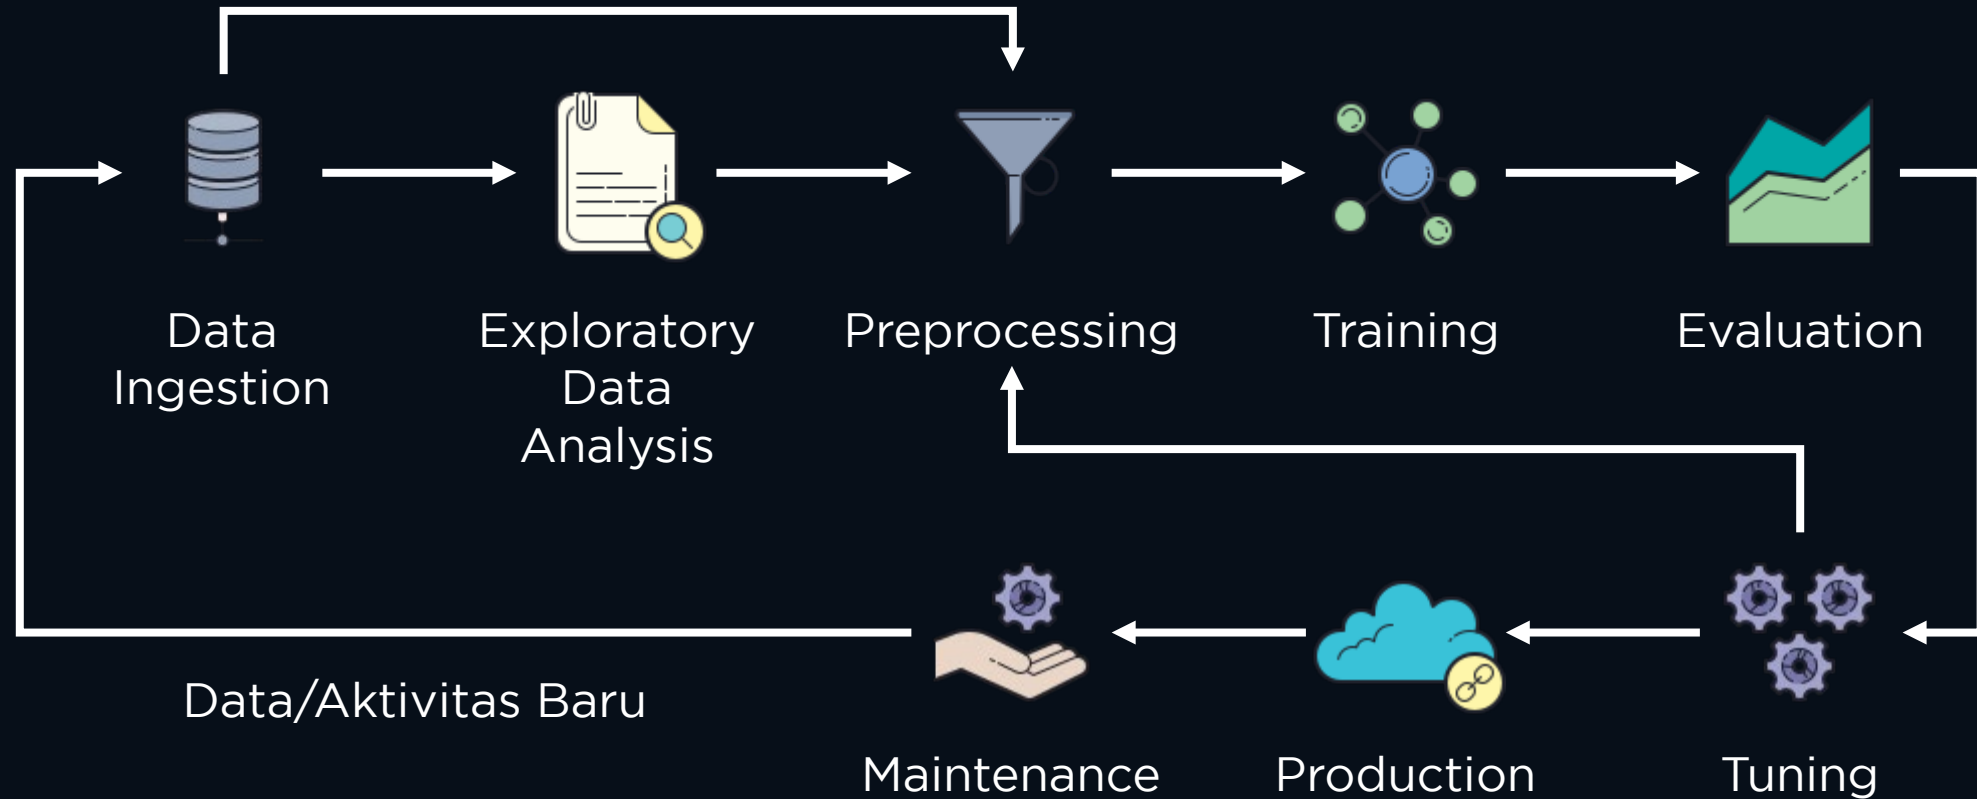 Data
Ingestion
Exploratory
Data
Analysis
Preprocessing
Training
Evaluation
Data/Aktivitas Baru
Maintenance
Production
Tuning